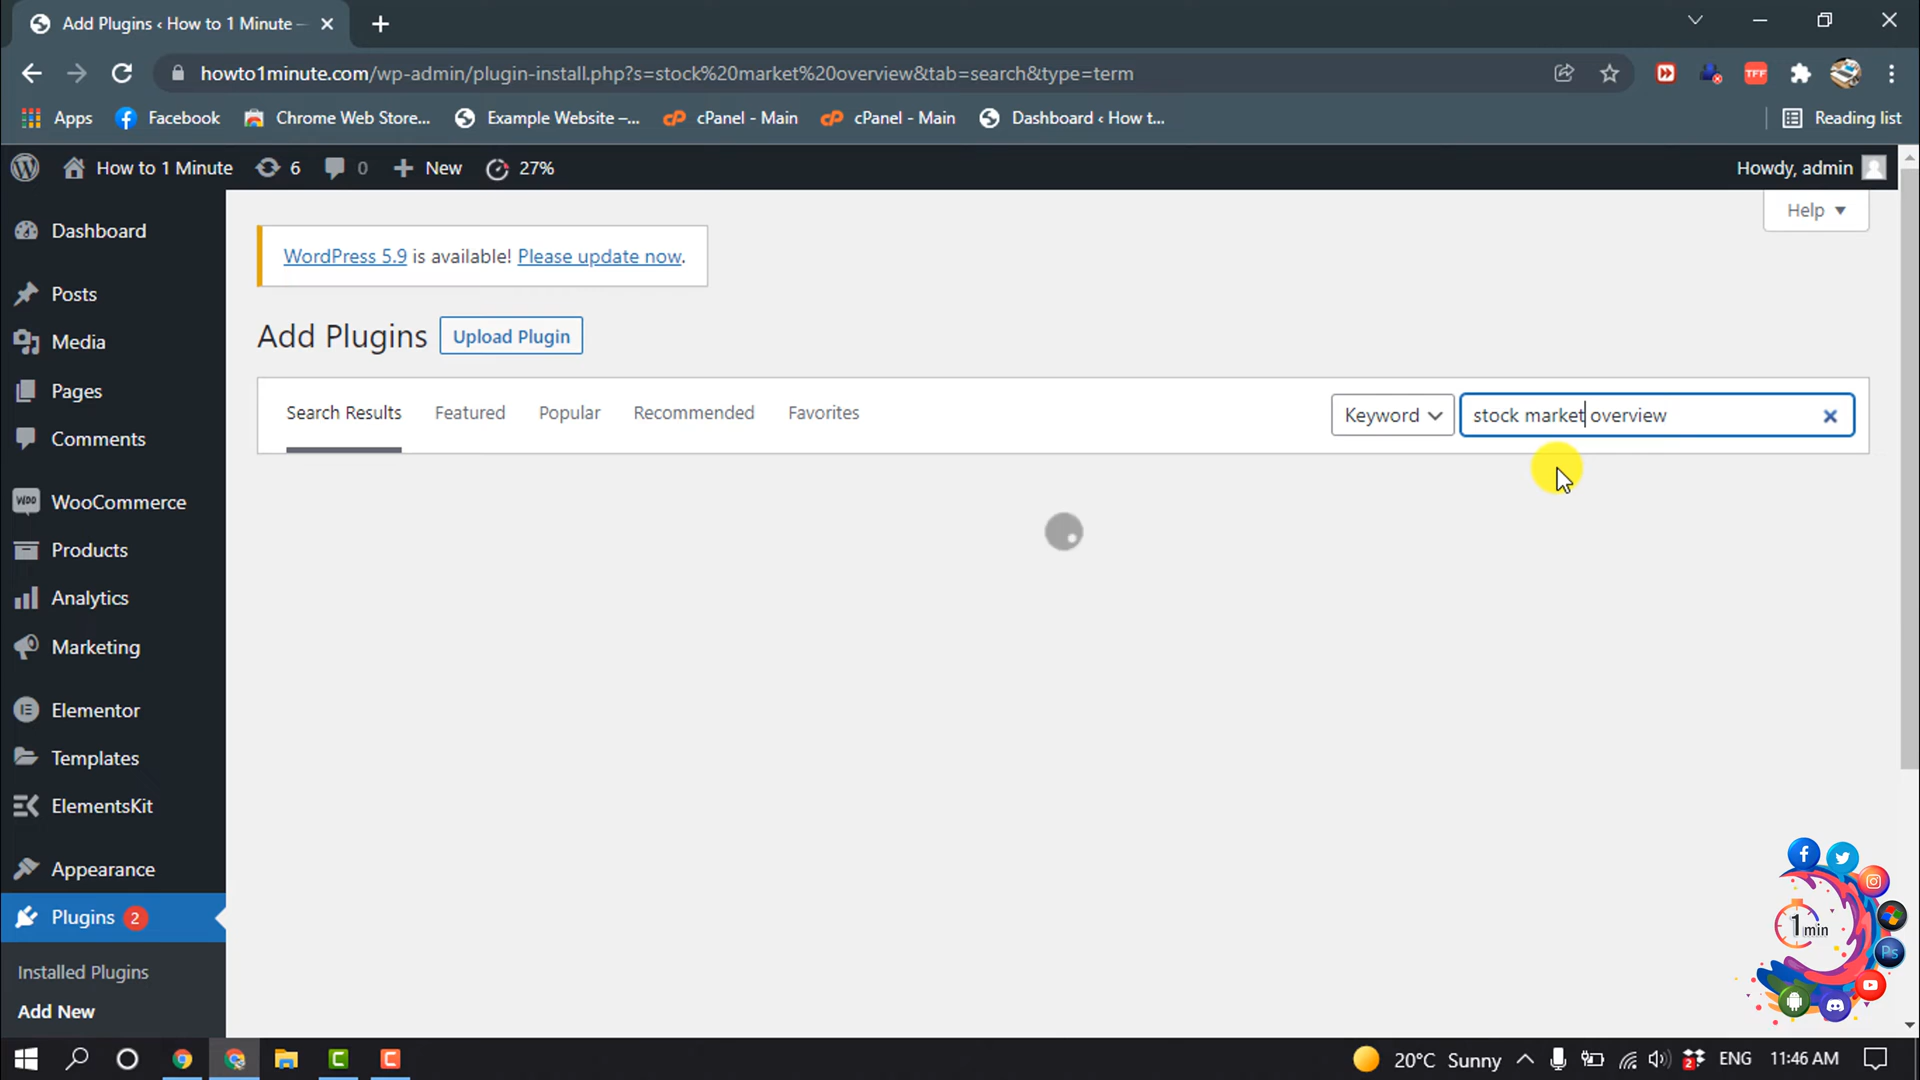 Add Plugins ‹ How to 1 Minute —
howto1minute.com/wp-admin/plugin-install.php?s=stock%20market%20overview&tab=search&type=term
TFF
Apps
Facebook
Chrome Web Store...
Example Website –...
cPanel - Main
cPanel - Main
Dashboard ‹ How t...
Reading list
How to 1 Minute
6
0
New
27%
Howdy, admin
Help
Dashboard
Posts
Media
Pages
Comments
WooCommerce
Products
Analytics
Marketing
Elementor
Templates
ElementsKit
Appearance
Plugins 2
Installed Plugins
Add New
WordPress 5.9 is available! Please update now.
Add Plugins
Upload Plugin
Search Results
Featured
Popular
Recommended
Favorites
Keyword
stock market overview
1 min
Ps
20°C Sunny
2
ENG
11:46 AM